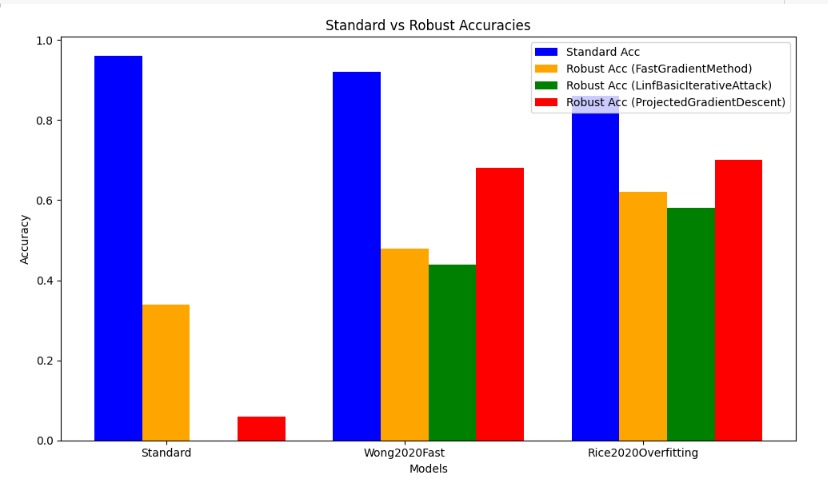 Standard vs Robust Accuracies
1.0
0.8
0.6
0.4
0.2
0.0
Accuracy
Standard Acc
Robust Acc (FastGradientMethod)
Robust Acc (LinfBasicIterativeAttack)
Robust Acc (ProjectedGradientDescent)
Standard
Wong2020Fast
Rice2020Overfitting
Models